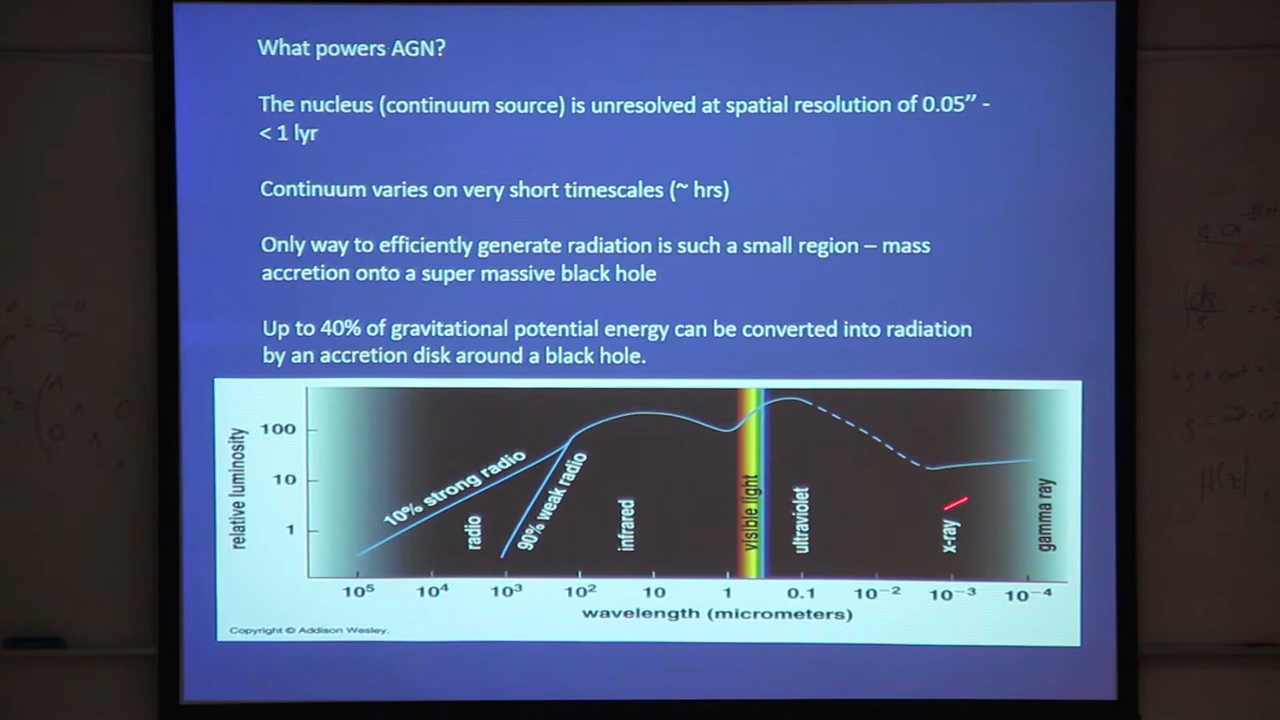 What powers AGN?
The nucleus (continuum source) is unresolved at spatial resolution of 0.05” -
< 1 lyr
Continuum varies on very short timescales (~ hrs)
Only way to efficiently generate radiation is such a small region – mass
accretion onto a super massive black hole
Up to 40% of gravitational potential energy can be converted into radiation
by an accretion disk around a black hole.
relative luminosity
100
10
1
10% strong radio
90% weak radio
radio
infrared
visible light
ultraviolet
x-ray
gamma ray
10⁵ 10⁴ 10³ 10² 10 1 0.1 10⁻² 10⁻³ 10⁻⁴
wavelength (micrometers)
Copyright © Addison Wesley.